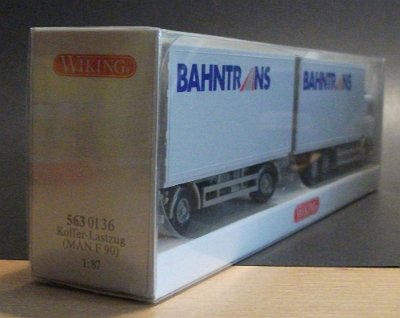 WIKING®
BAHNTRANS
BAHNTRANS
563 0136
Koffer-Lastzug
(MAN F 90)
1:87
WIKING